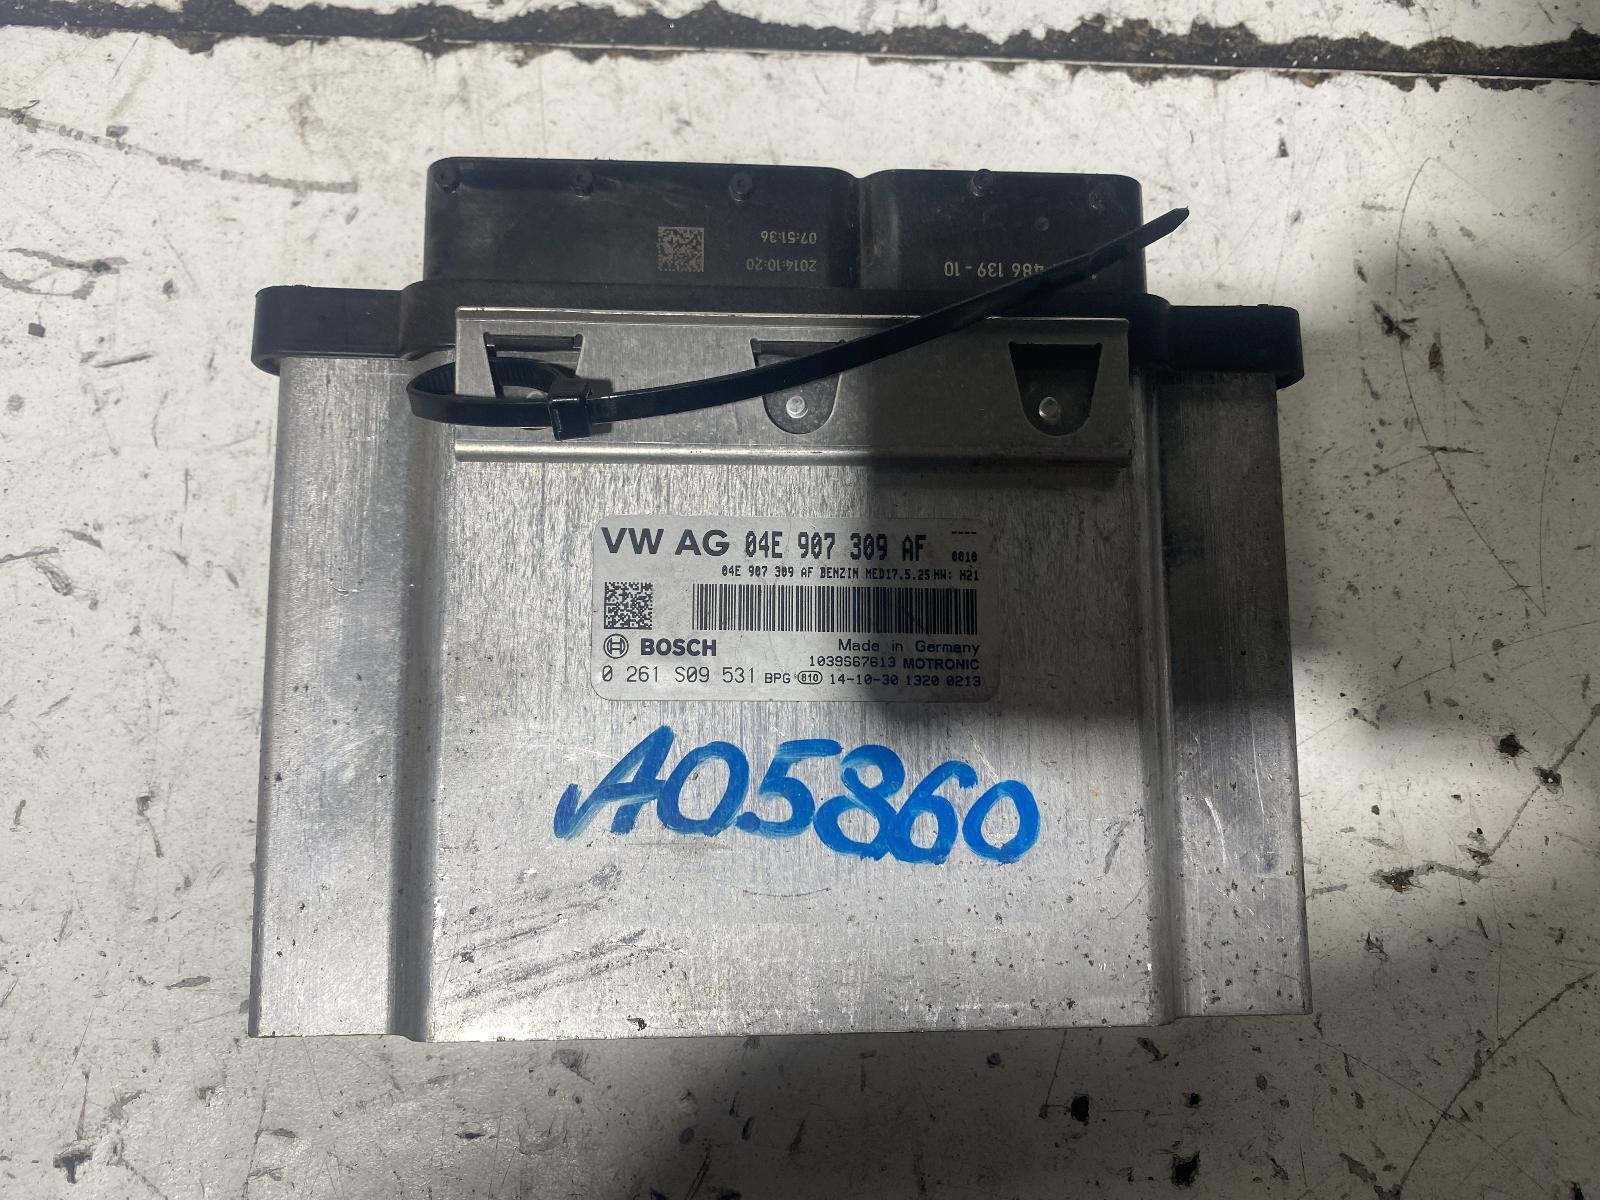 07:51:36
2014:10:20
486 139-10
VW AG 04E 907 309 AF ----
0010
04E 907 309 AF BENZIN MED17.5.25 HW: H21
BOSCH
Made in Germany
1039S67613 MOTRONIC
0 261 S09 531 BPG 810 14-10-30 1320 0213
A05860